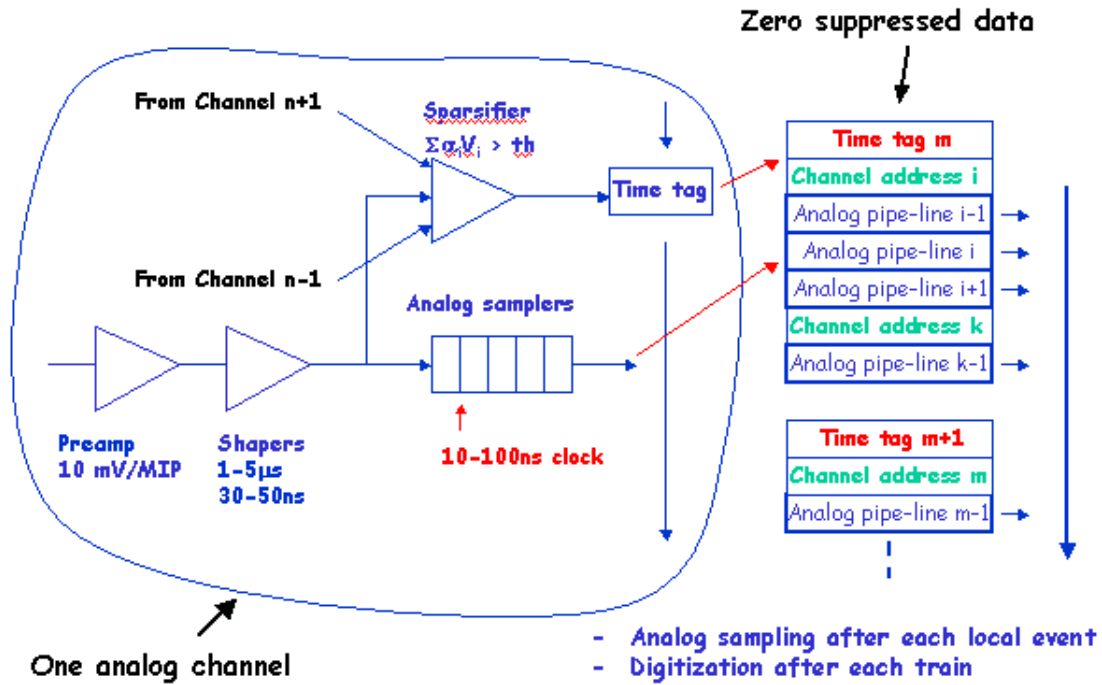 Zero suppressed data
From Channel n+1
Sparsifier
ΣαᵢVᵢ > th
Time tag
From Channel n-1
Analog samplers
Preamp
10 mV/MIP
Shapers
1-5µs
30-50ns
10-100ns clock
Time tag m
Channel address i
Analog pipe-line i-1
Analog pipe-line i
Analog pipe-line i+1
Channel address k
Analog pipe-line k-1
Time tag m+1
Channel address m
Analog pipe-line m-1
One analog channel
- Analog sampling after each local event
- Digitization after each train